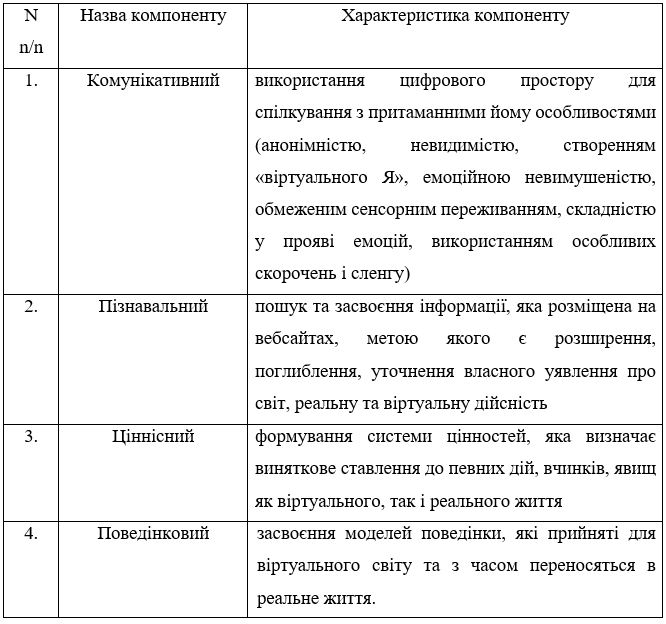 N
n/n
Назва компоненту
Характеристика компоненту
1.
Комунікативний
використання цифрового простору для
спілкування з притаманними йому особливостями
(анонімністю, невидимістю, створенням
«віртуального Я», емоційною невимушеністю,
обмеженим сенсорним переживанням, складністю
у прояві емоцій, використанням особливих
скорочень і сленгу)
2.
Пізнавальний
пошук та засвоєння інформації, яка розміщена на
вебсайтах, метою якого є розширення,
поглиблення, уточнення власного уявлення про
світ, реальну та віртуальну дійсність
3.
Ціннісний
формування системи цінностей, яка визначає
виняткове ставлення до певних дій, вчинків, явищ
як віртуального, так і реального життя
4.
Поведінковий
засвоєння моделей поведінки, які прийняті для
віртуального світу та з часом переносяться в
реальне життя.